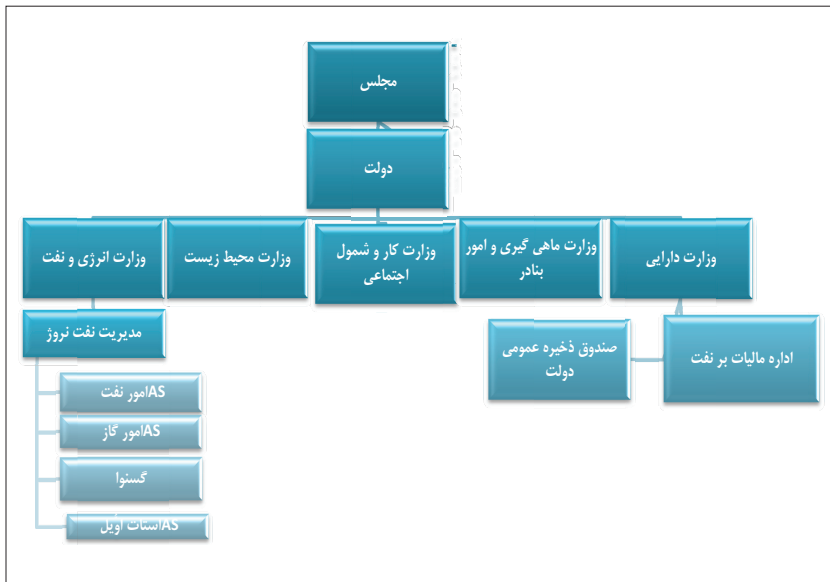 مجلس
دولت
وزارت دارایی
وزارت ماهی گیری و امور
بنادر
وزارت کار و شمول
اجتماعی
وزارت محیط زیست
وزارت انرژی و نفت
اداره مالیات بر نفت
صندوق ذخیره عمومی
دولت
مدیریت نفت نروژ
ASامور نفت
ASامور گاز
گسنوا
ASاستات اویل